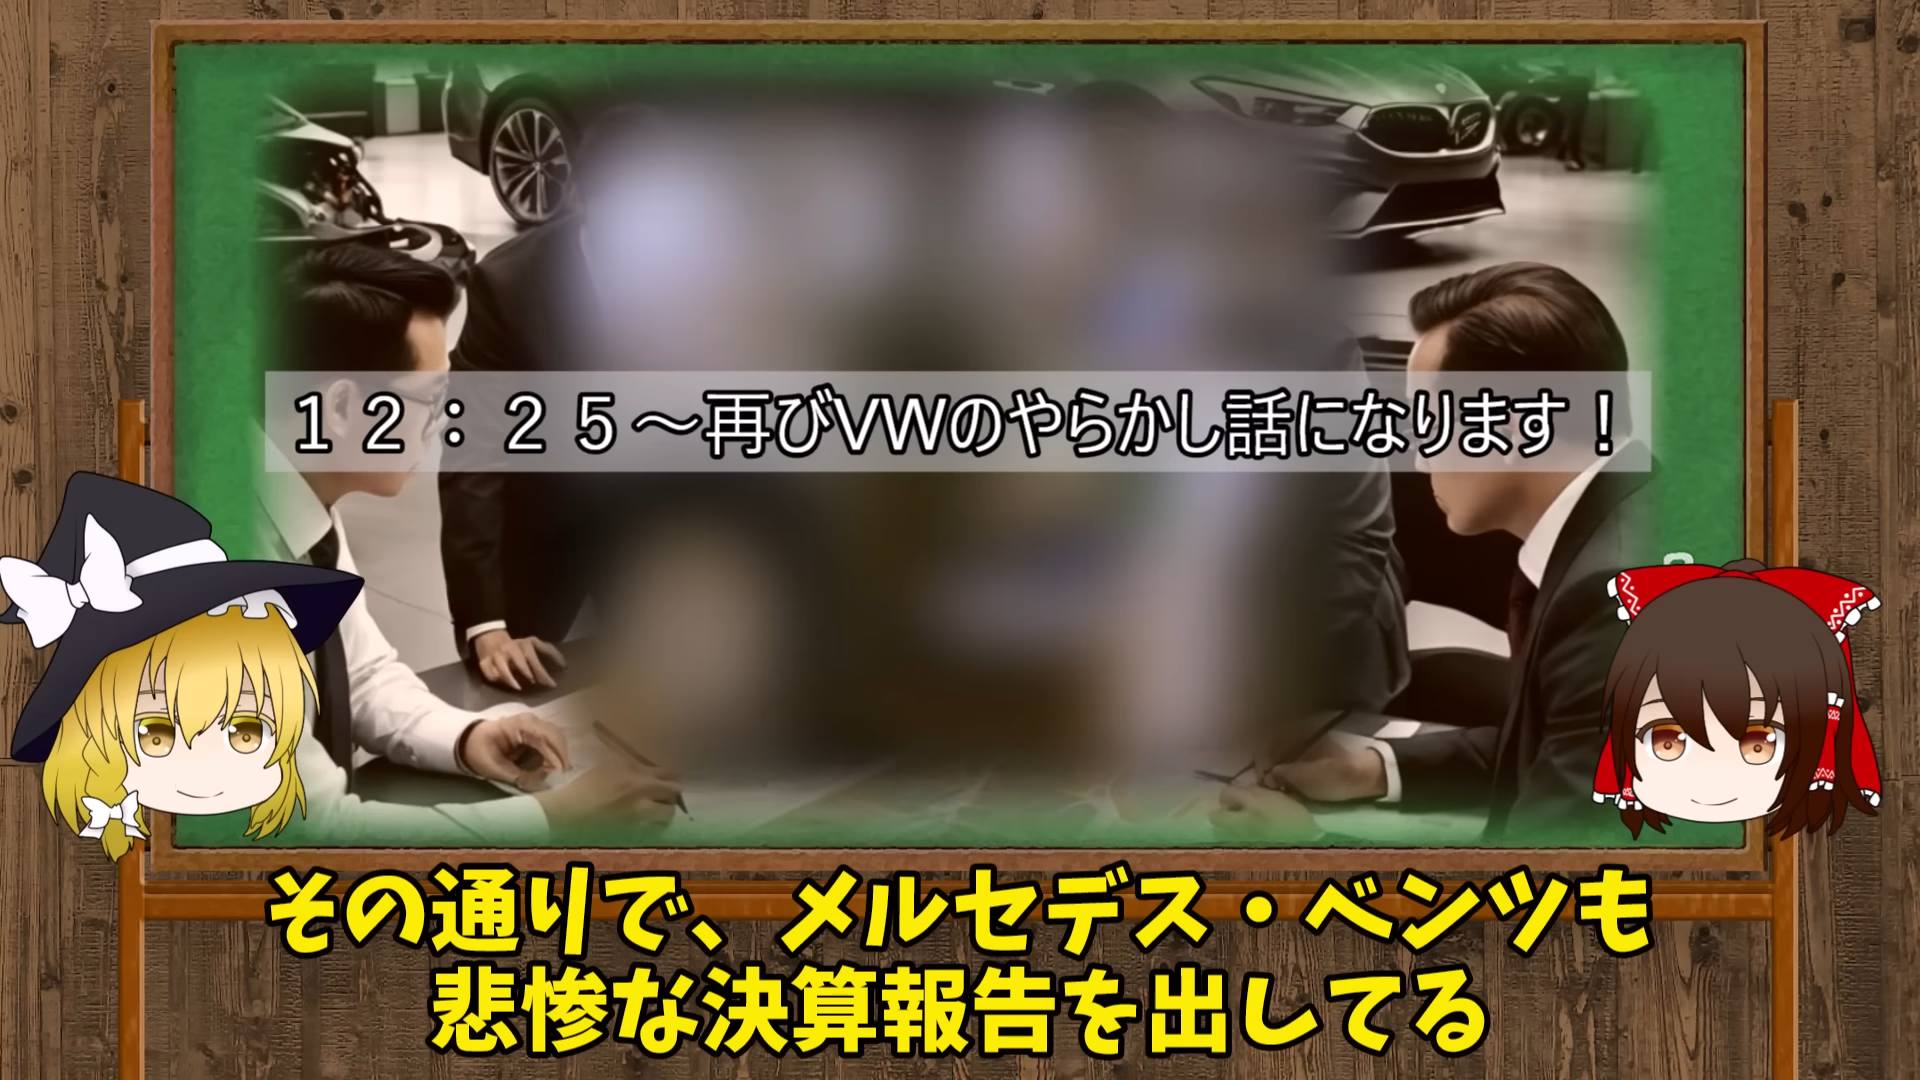 １２：２５～再びVWのやらかし話になります！
その通りで、メルセデス・ベンツも
悲惨な決算報告を出してる